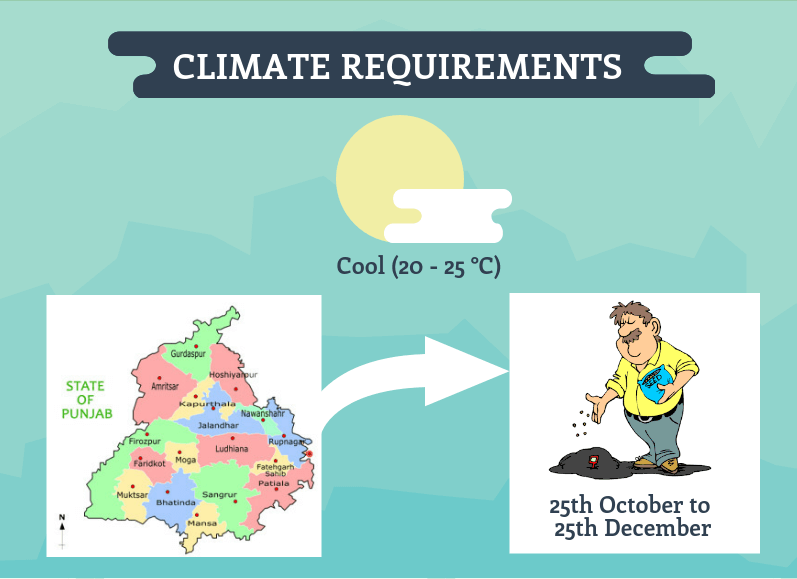 CLIMATE REQUIREMENTS
Cool (20 - 25 °C)
STATE
OF
PUNJAB
Gurdaspur
Hoshiyarpur
Amritsar
Kapurthala
Nawanshahr
Jalandhar
Firozpur
Rupnagar
Ludhiana
Moga
Faridkot
Fatehgarh
Sahib
Patiala
Muktsar
Bhatinda
Sangrur
Mansa
N
25th October to
25th December